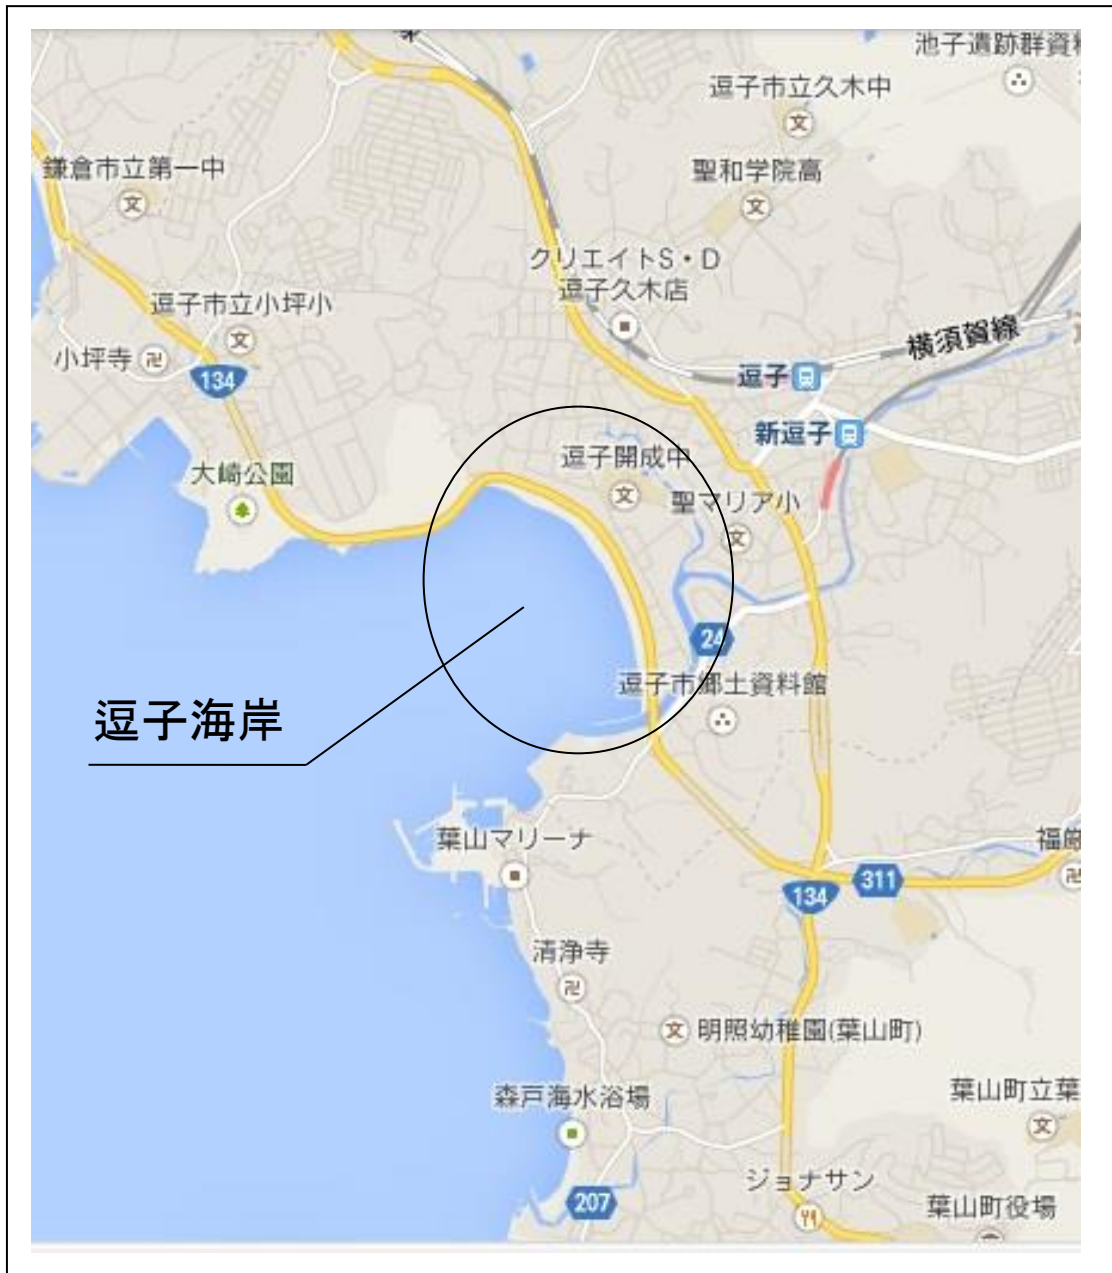 池子遺跡群資
逗子市立久木中
鎌倉市立第一中
聖和学院高
クリエイトS・D
逗子久木店
逗子市立小坪小
横須賀線
小坪寺
134
逗子
新逗子
逗子開成中
大崎公園
聖マリア小
24
逗子市郷土資料館
逗子海岸
葉山マリーナ
福厳
311
134
清浄寺
明照幼稚園(葉山町)
葉山町立葉
森戸海水浴場
ジョナサン
207
葉山町役場